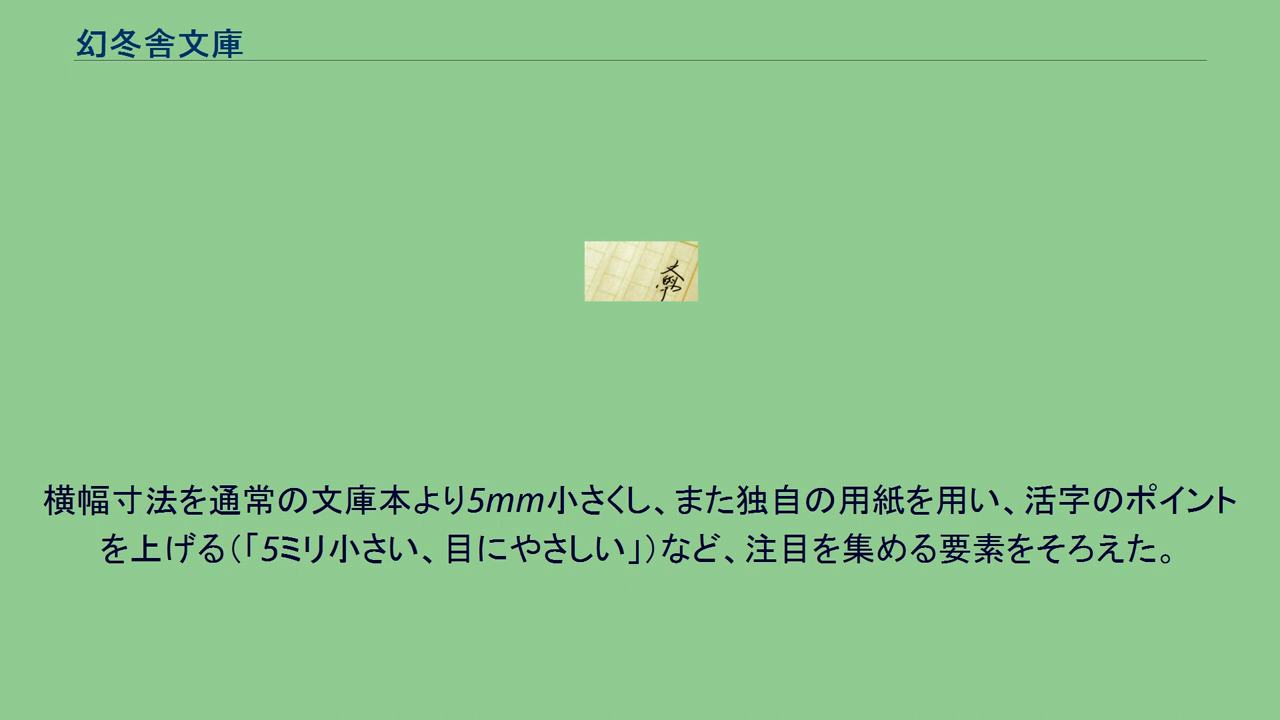 幻冬舎文庫
横幅寸法を通常の文庫本より5mm小さくし、また独自の用紙を用い、活字のポイント
を上げる(「5ミリ小さい、目にやさしい」)など、注目を集める要素をそろえた。